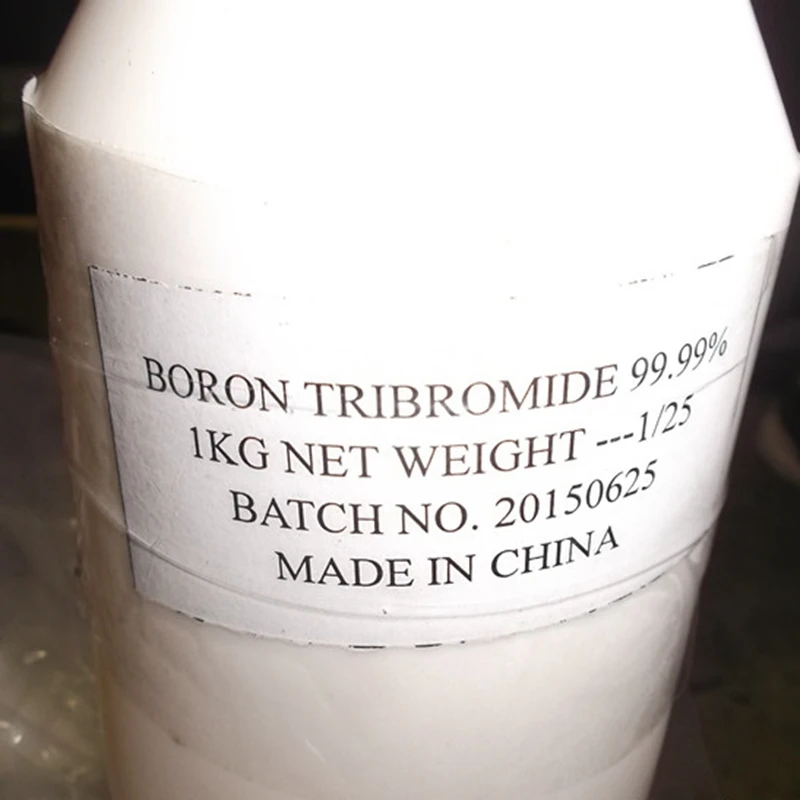 BORON TRIBROMIDE 99.99%
1KG NET WEIGHT ---1/25
BATCH NO. 20150625
MADE IN CHINA